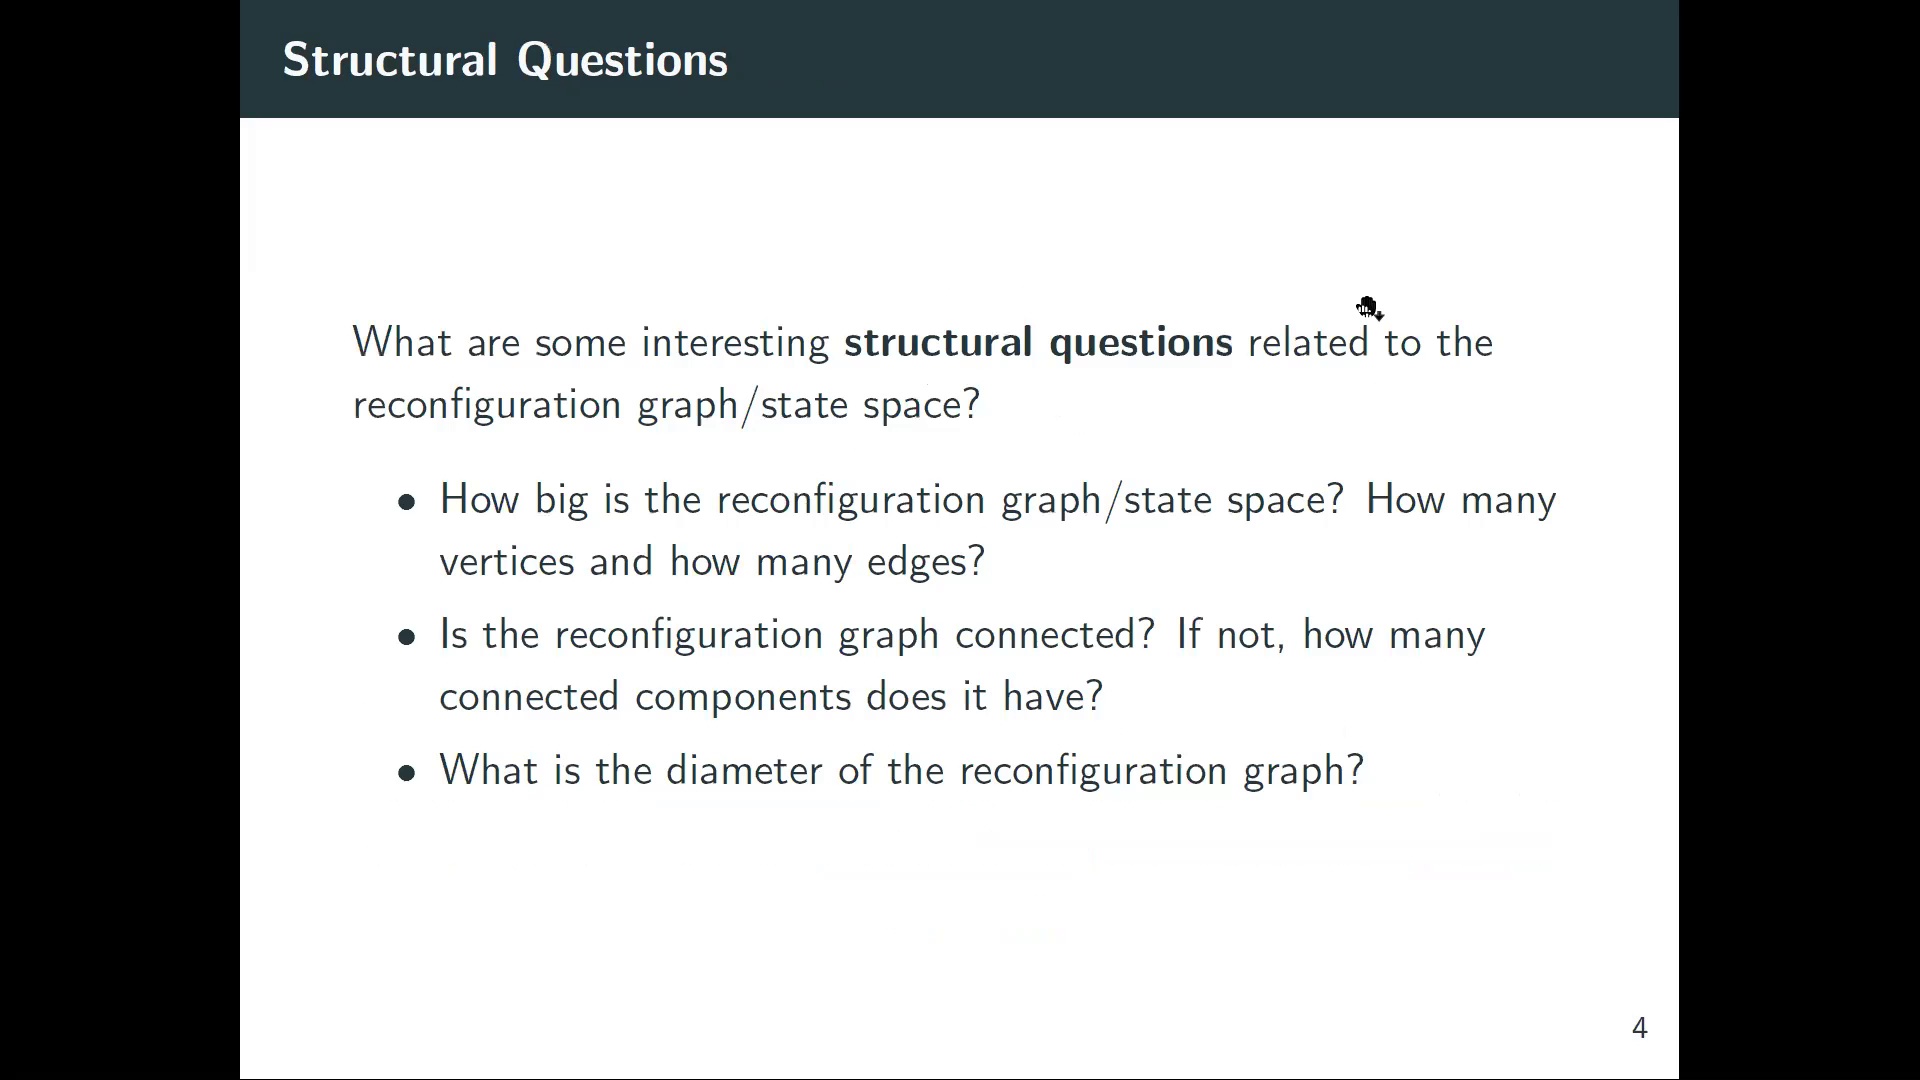 Structural Questions
What are some interesting structural questions related to the
reconfiguration graph/state space?
• How big is the reconfiguration graph/state space? How many
vertices and how many edges?
• Is the reconfiguration graph connected? If not, how many
connected components does it have?
• What is the diameter of the reconfiguration graph?
4